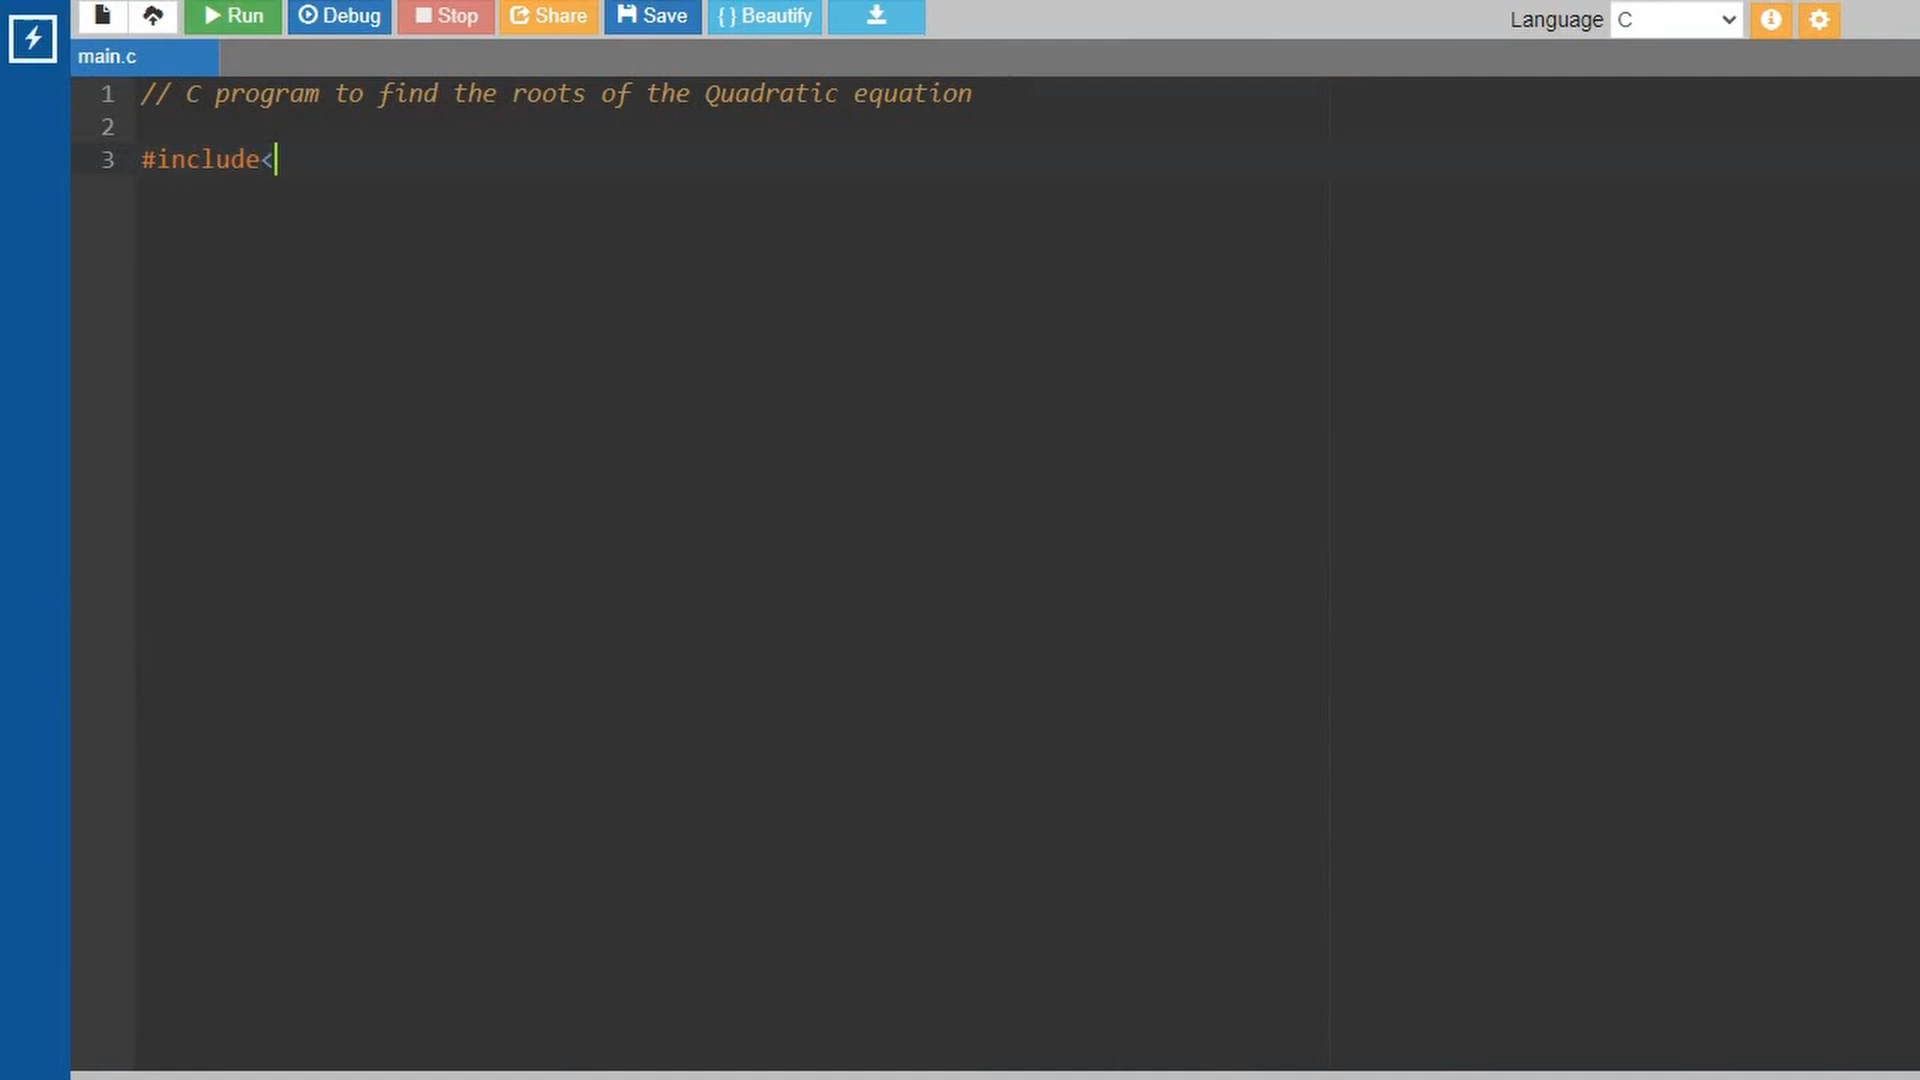 Run Debug Stop Share Save { } Beautify Language C
main.c
1 // C program to find the roots of the Quadratic equation
2
3 #include<